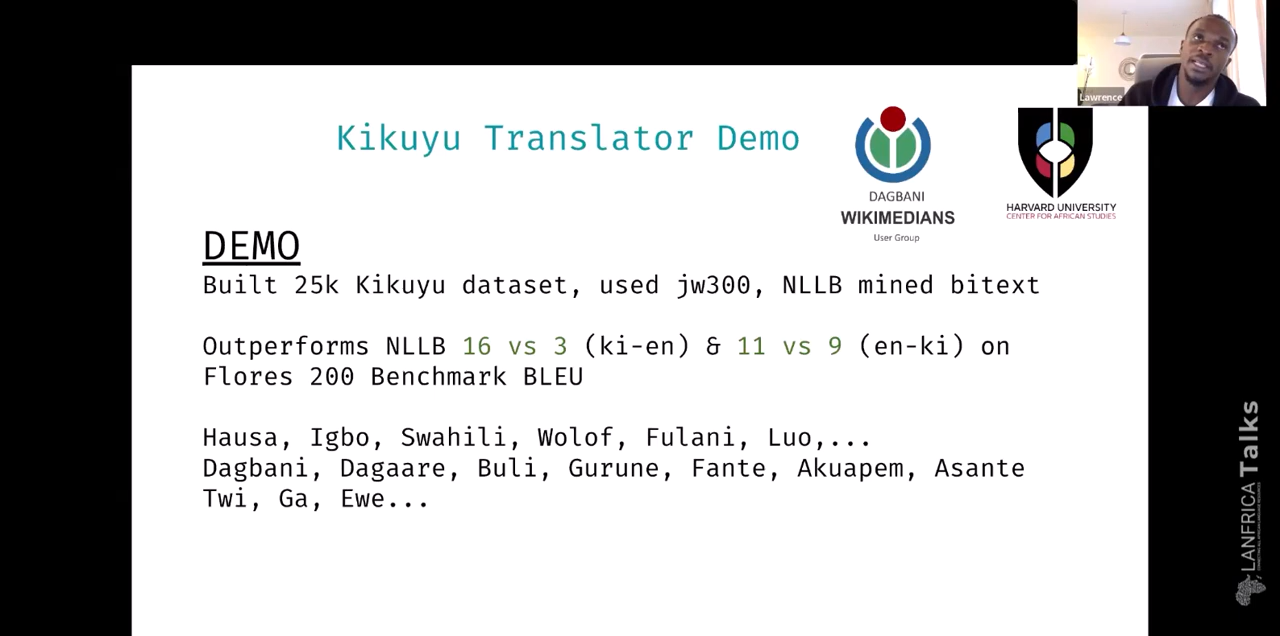 Lawrence
Kikuyu Translator Demo
DAGBANI
WIKIMEDIANS
User Group
HARVARD UNIVERSITY
CENTER FOR AFRICAN STUDIES
DEMO
Built 25k Kikuyu dataset, used jw300, NLLB mined bitext
Outperforms NLLB 16 vs 3 (ki-en) & 11 vs 9 (en-ki) on
Flores 200 Benchmark BLEU
Hausa, Igbo, Swahili, Wolof, Fulani, Luo,...
Dagbani, Dagaare, Buli, Gurune, Fante, Akuapem, Asante
Twi, Ga, Ewe...
LANFRICA Talks